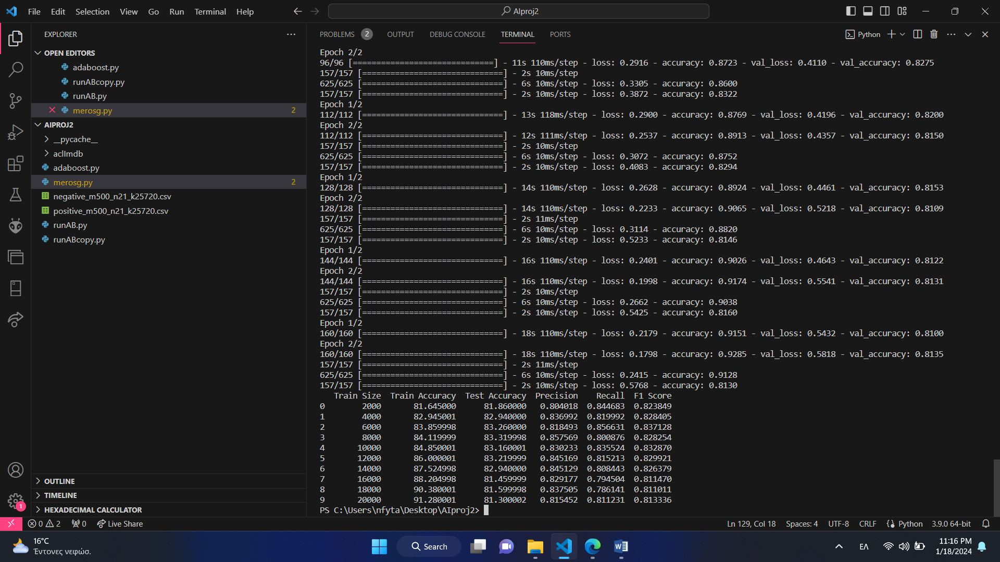 File Edit Selection View Go Run Terminal Help
AIproj2
EXPLORER
OPEN EDITORS
adaboost.py
runABcopy.py
runAB.py
merosg.py 2
AIPROJ2
__pycache__
aclImdb
adaboost.py
merosg.py 2
negative_m500_n21_k25720.csv
positive_m500_n21_k25720.csv
runAB.py
runABcopy.py
OUTLINE
TIMELINE
HEXADECIMAL CALCULATOR
PROBLEMS 2 OUTPUT DEBUG CONSOLE TERMINAL PORTS
Python
Epoch 2/2
96/96 [==============================] - 11s 110ms/step - loss: 0.2916 - accuracy: 0.8723 - val_loss: 0.4110 - val_accuracy: 0.8275
157/157 [==============================] - 2s 10ms/step
625/625 [==============================] - 6s 10ms/step - loss: 0.3305 - accuracy: 0.8600
157/157 [==============================] - 2s 10ms/step - loss: 0.3872 - accuracy: 0.8322
Epoch 1/2
112/112 [==============================] - 13s 118ms/step - loss: 0.2900 - accuracy: 0.8769 - val_loss: 0.4196 - val_accuracy: 0.8200
Epoch 2/2
112/112 [==============================] - 12s 111ms/step - loss: 0.2537 - accuracy: 0.8913 - val_loss: 0.4357 - val_accuracy: 0.8150
157/157 [==============================] - 2s 10ms/step
625/625 [==============================] - 6s 10ms/step - loss: 0.3072 - accuracy: 0.8752
157/157 [==============================] - 2s 10ms/step - loss: 0.4083 - accuracy: 0.8294
Epoch 1/2
128/128 [==============================] - 14s 110ms/step - loss: 0.2628 - accuracy: 0.8924 - val_loss: 0.4461 - val_accuracy: 0.8153
Epoch 2/2
128/128 [==============================] - 14s 110ms/step - loss: 0.2233 - accuracy: 0.9065 - val_loss: 0.5218 - val_accuracy: 0.8109
157/157 [==============================] - 2s 11ms/step
625/625 [==============================] - 6s 10ms/step - loss: 0.3114 - accuracy: 0.8820
157/157 [==============================] - 2s 10ms/step - loss: 0.5233 - accuracy: 0.8146
Epoch 1/2
144/144 [==============================] - 16s 110ms/step - loss: 0.2401 - accuracy: 0.9026 - val_loss: 0.4643 - val_accuracy: 0.8122
Epoch 2/2
144/144 [==============================] - 16s 110ms/step - loss: 0.1998 - accuracy: 0.9174 - val_loss: 0.5541 - val_accuracy: 0.8131
157/157 [==============================] - 2s 10ms/step
625/625 [==============================] - 6s 10ms/step - loss: 0.2662 - accuracy: 0.9038
157/157 [==============================] - 2s 10ms/step - loss: 0.5425 - accuracy: 0.8160
Epoch 1/2
160/160 [==============================] - 18s 110ms/step - loss: 0.2179 - accuracy: 0.9151 - val_loss: 0.5432 - val_accuracy: 0.8100
Epoch 2/2
160/160 [==============================] - 18s 110ms/step - loss: 0.1798 - accuracy: 0.9285 - val_loss: 0.5818 - val_accuracy: 0.8135
157/157 [==============================] - 2s 11ms/step
625/625 [==============================] - 6s 10ms/step - loss: 0.2415 - accuracy: 0.9128
157/157 [==============================] - 2s 10ms/step - loss: 0.5768 - accuracy: 0.8130
Train Size Train Accuracy Test Accuracy Precision Recall F1 Score
0 2000 81.645000 81.860000 0.804018 0.844683 0.823849
1 4000 82.945001 82.940000 0.836992 0.819992 0.828405
2 6000 83.859998 83.260000 0.818493 0.856631 0.837128
3 8000 84.119999 83.319998 0.857569 0.800876 0.828254
4 10000 84.850001 83.160001 0.830233 0.835524 0.832870
5 12000 86.000001 83.219999 0.845169 0.815213 0.829921
6 14000 87.524998 82.940000 0.845129 0.808443 0.826379
7 16000 88.204998 81.459999 0.829177 0.794504 0.811470
8 18000 90.380001 81.599998 0.837505 0.786141 0.811011
9 20000 91.280001 81.300002 0.815452 0.811231 0.813336
PS C:\Users\nfyta\Desktop\AIproj2>
1
0 2 0 Live Share
Ln 129, Col 18 Spaces: 4 UTF-8 CRLF Python 3.9.0 64-bit
16°C
Έντονες νεφώσ.
Search
ΕΛ
11:16 PM
1/18/2024